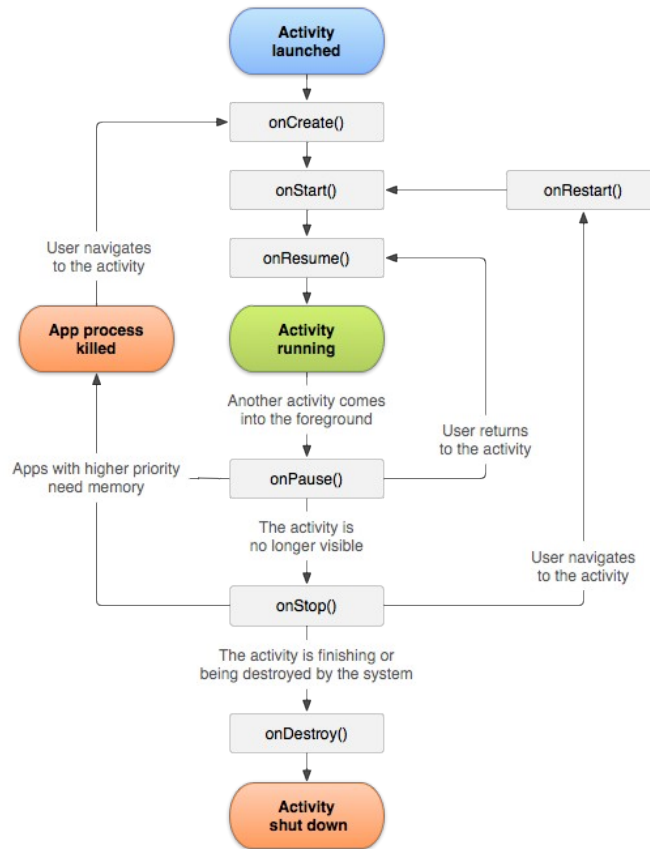 Activity
launched
onCreate()
onStart()
onRestart()
User navigates
to the activity
onResume()
App process
killed
Activity
running
Another activity comes
into the foreground
User returns
to the activity
Apps with higher priority
need memory
onPause()
The activity is
no longer visible
User navigates
to the activity
onStop()
The activity is finishing or
being destroyed by the system
onDestroy()
Activity
shut down